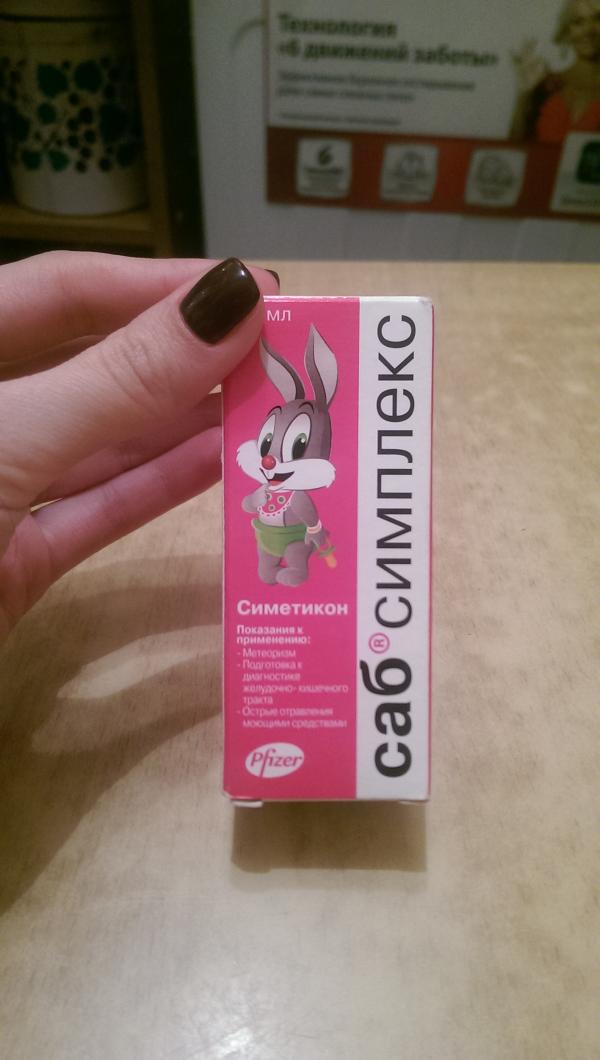 Технология
«6 движений заботы»
6
мл
саб® симплекс
Симетикон
Показания к
применению:
- Метеоризм
- Подготовка к
диагностике
желудочно-кишечного
тракта
- Острые отравления
моющими средствами
Pfizer